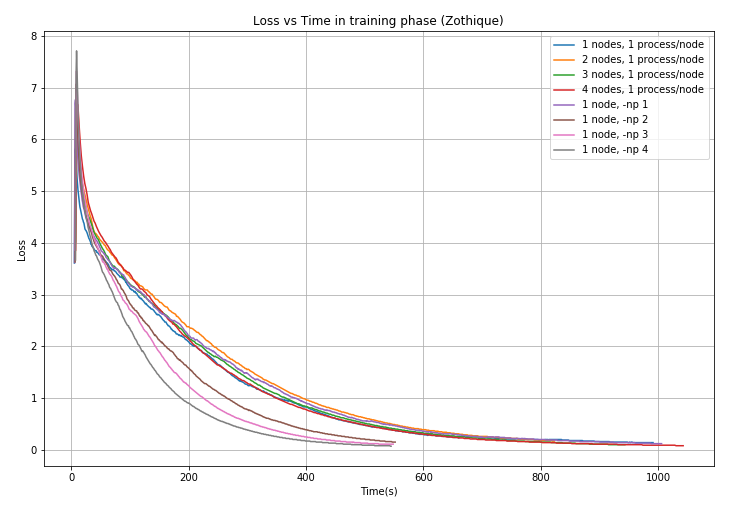 Loss vs Time in training phase (Zothique)
8
7
6
5
4
3
2
1
0
Loss
1 nodes, 1 process/node
2 nodes, 1 process/node
3 nodes, 1 process/node
4 nodes, 1 process/node
1 node, -np 1
1 node, -np 2
1 node, -np 3
1 node, -np 4
0 200 400 600 800 1000
Time(s)